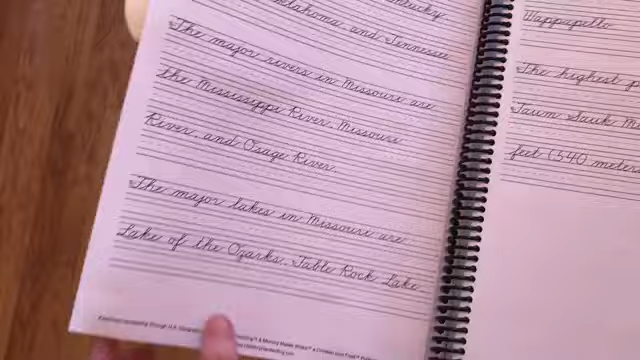 Oklahoma, and Tennessee
The major rivers in Missouri are
the Mississippi River, Missouri
River, and Osage River.
The major lakes in Missouri are
Lake of the Ozarks, Table Rock Lake,
Wappapello
The highest
Taum Sauk
feet (540 meters